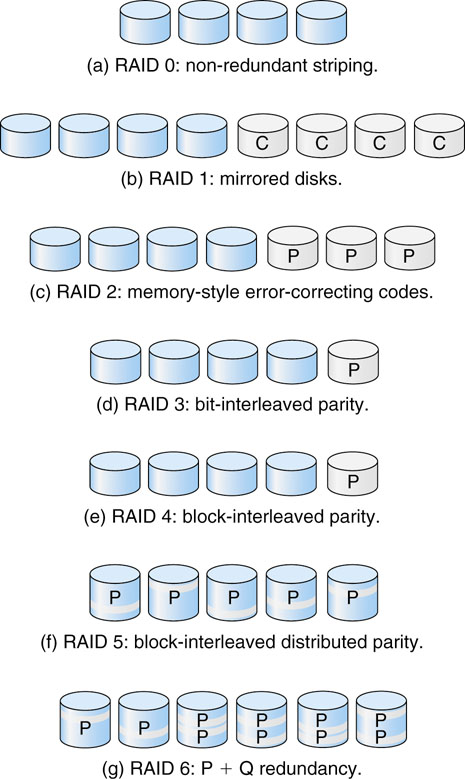 (a) RAID 0: non-redundant striping.
C C C C
(b) RAID 1: mirrored disks.
P P P
(c) RAID 2: memory-style error-correcting codes.
P
(d) RAID 3: bit-interleaved parity.
P
(e) RAID 4: block-interleaved parity.
P P P P P
(f) RAID 5: block-interleaved distributed parity.
P P P P
P P P P P P
(g) RAID 6: P + Q redundancy.